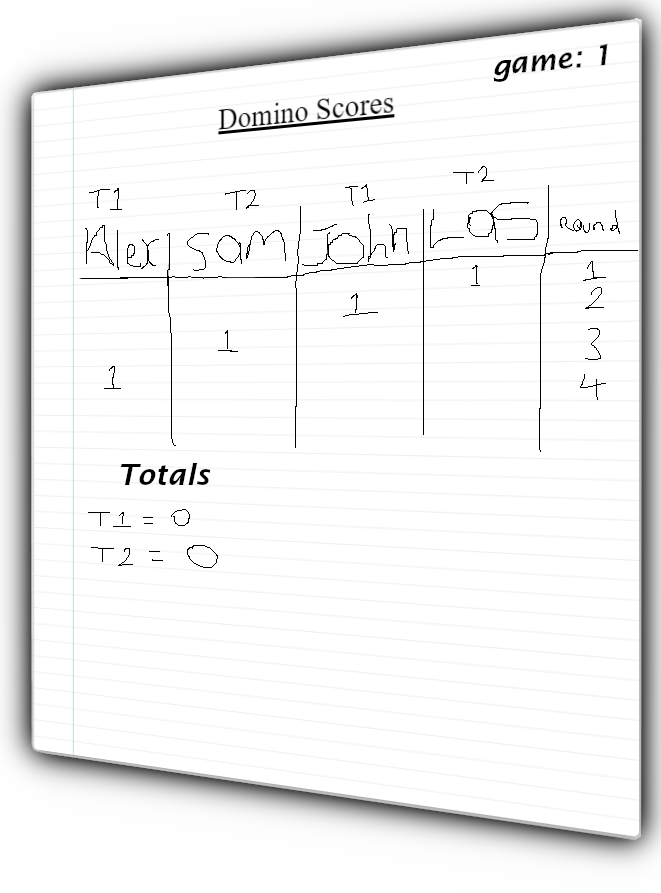 game: 1
Domino Scores
T1 T2 T1 T2
Alex Sam John Las Round
1 1
1 2
1 3
1 4
Totals
T1 = 0
T2 = 0